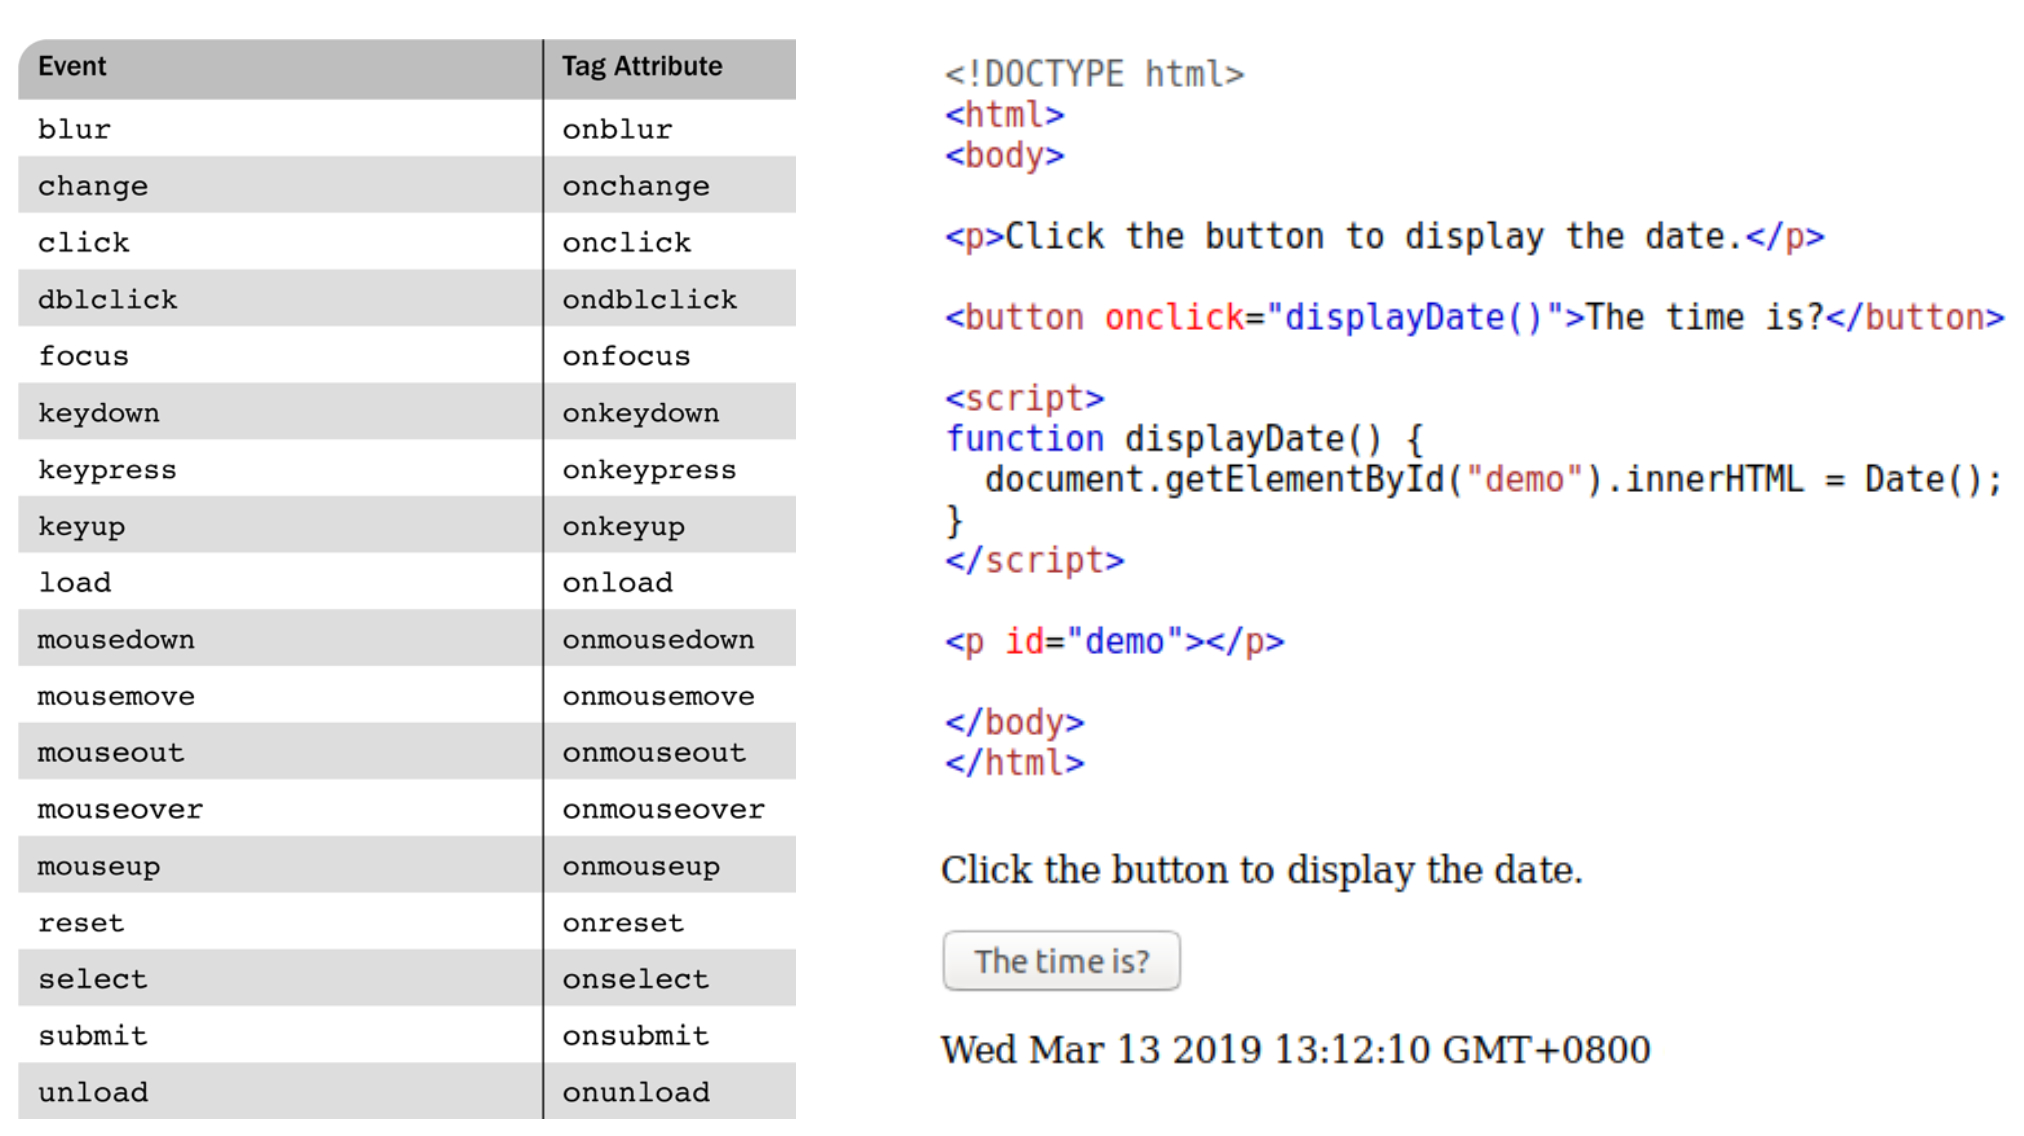 Event Tag Attribute
blur onblur
change onchange
click onclick
dblclick ondblclick
focus onfocus
keydown onkeydown
keypress onkeypress
keyup onkeyup
load onload
mousedown onmousedown
mousemove onmousemove
mouseout onmouseout
mouseover onmouseover
mouseup onmouseup
reset onreset
select onselect
submit onsubmit
unload onunload
<!DOCTYPE html>
<html>
<body>
<p>Click the button to display the date.</p>
<button onclick="displayDate()">The time is?</button>
<script>
function displayDate() {
  document.getElementById("demo").innerHTML = Date();
}
</script>
<p id="demo"></p>
</body>
</html>
Click the button to display the date.
The time is?
Wed Mar 13 2019 13:12:10 GMT+0800